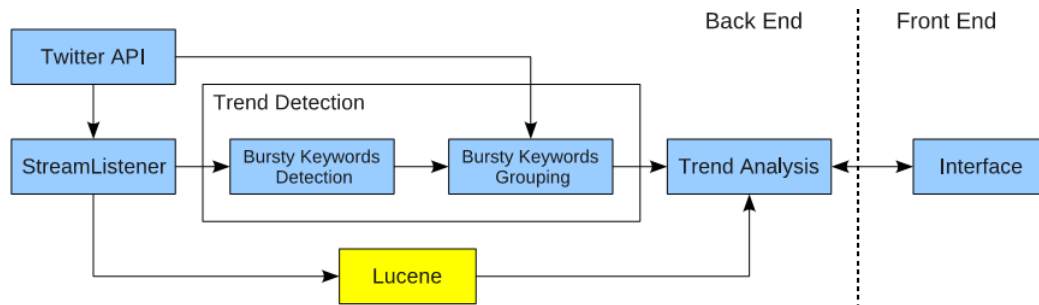 Back End
Front End
Twitter API
Trend Detection
StreamListener
Bursty Keywords
Detection
Bursty Keywords
Grouping
Trend Analysis
Interface
Lucene